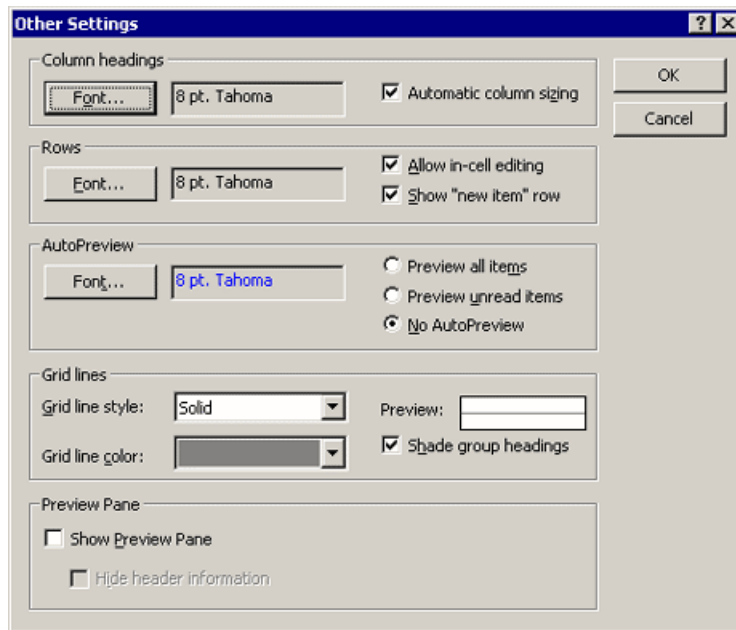 Other Settings
Column headings
Font...
8 pt. Tahoma
Automatic column sizing
OK
Cancel
Rows
Font...
8 pt. Tahoma
Allow in-cell editing
Show "new item" row
AutoPreview
Font...
8 pt. Tahoma
Preview all items
Preview unread items
No AutoPreview
Grid lines
Grid line style:
Solid
Preview:
Grid line color:
Shade group headings
Preview Pane
Show Preview Pane
Hide header information